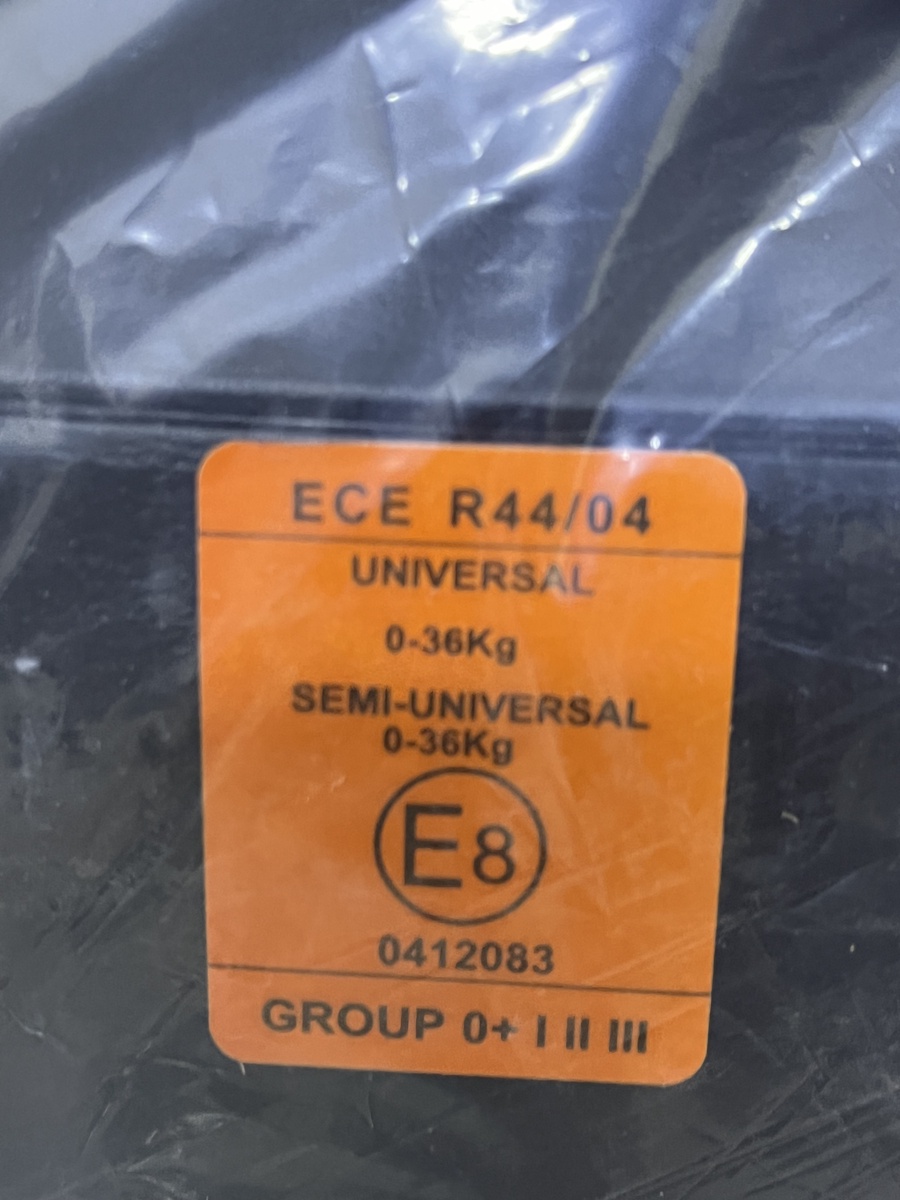 ECE R44/04
UNIVERSAL
0-36Kg
SEMI-UNIVERSAL
0-36Kg
E8
0412083
GROUP 0+ I II III